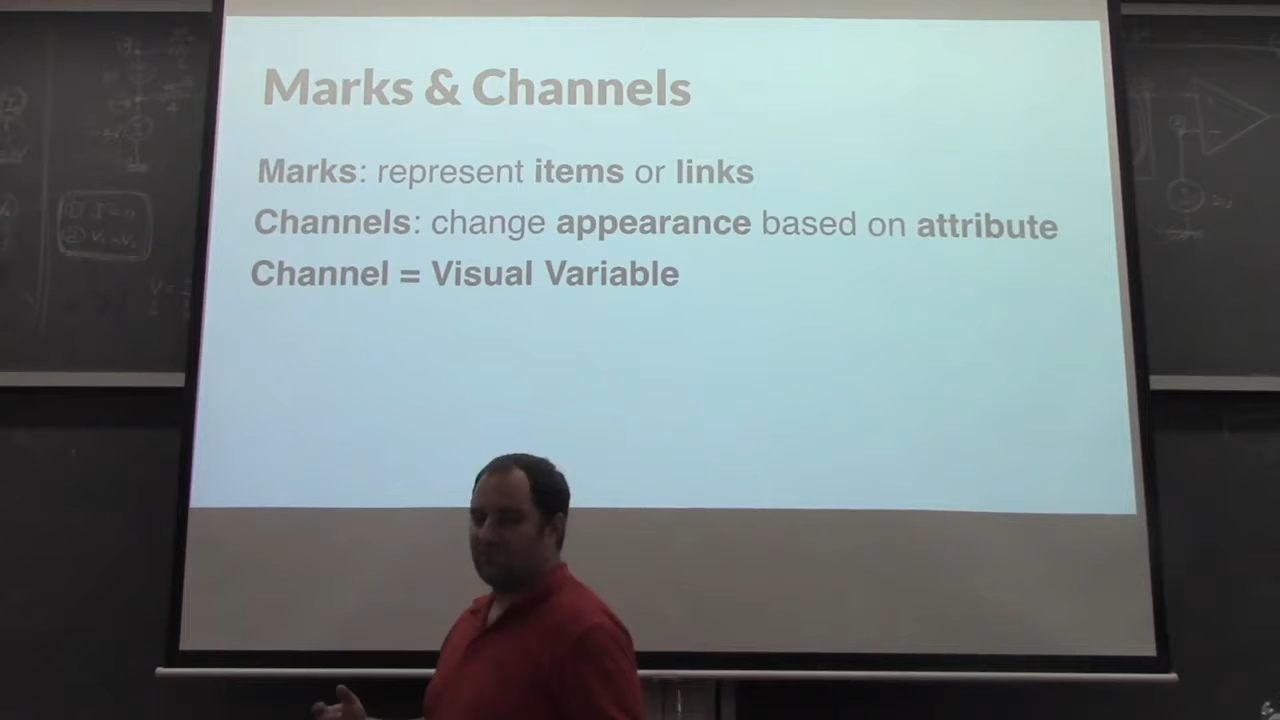 Marks & Channels
Marks: represent items or links
Channels: change appearance based on attribute
Channel = Visual Variable